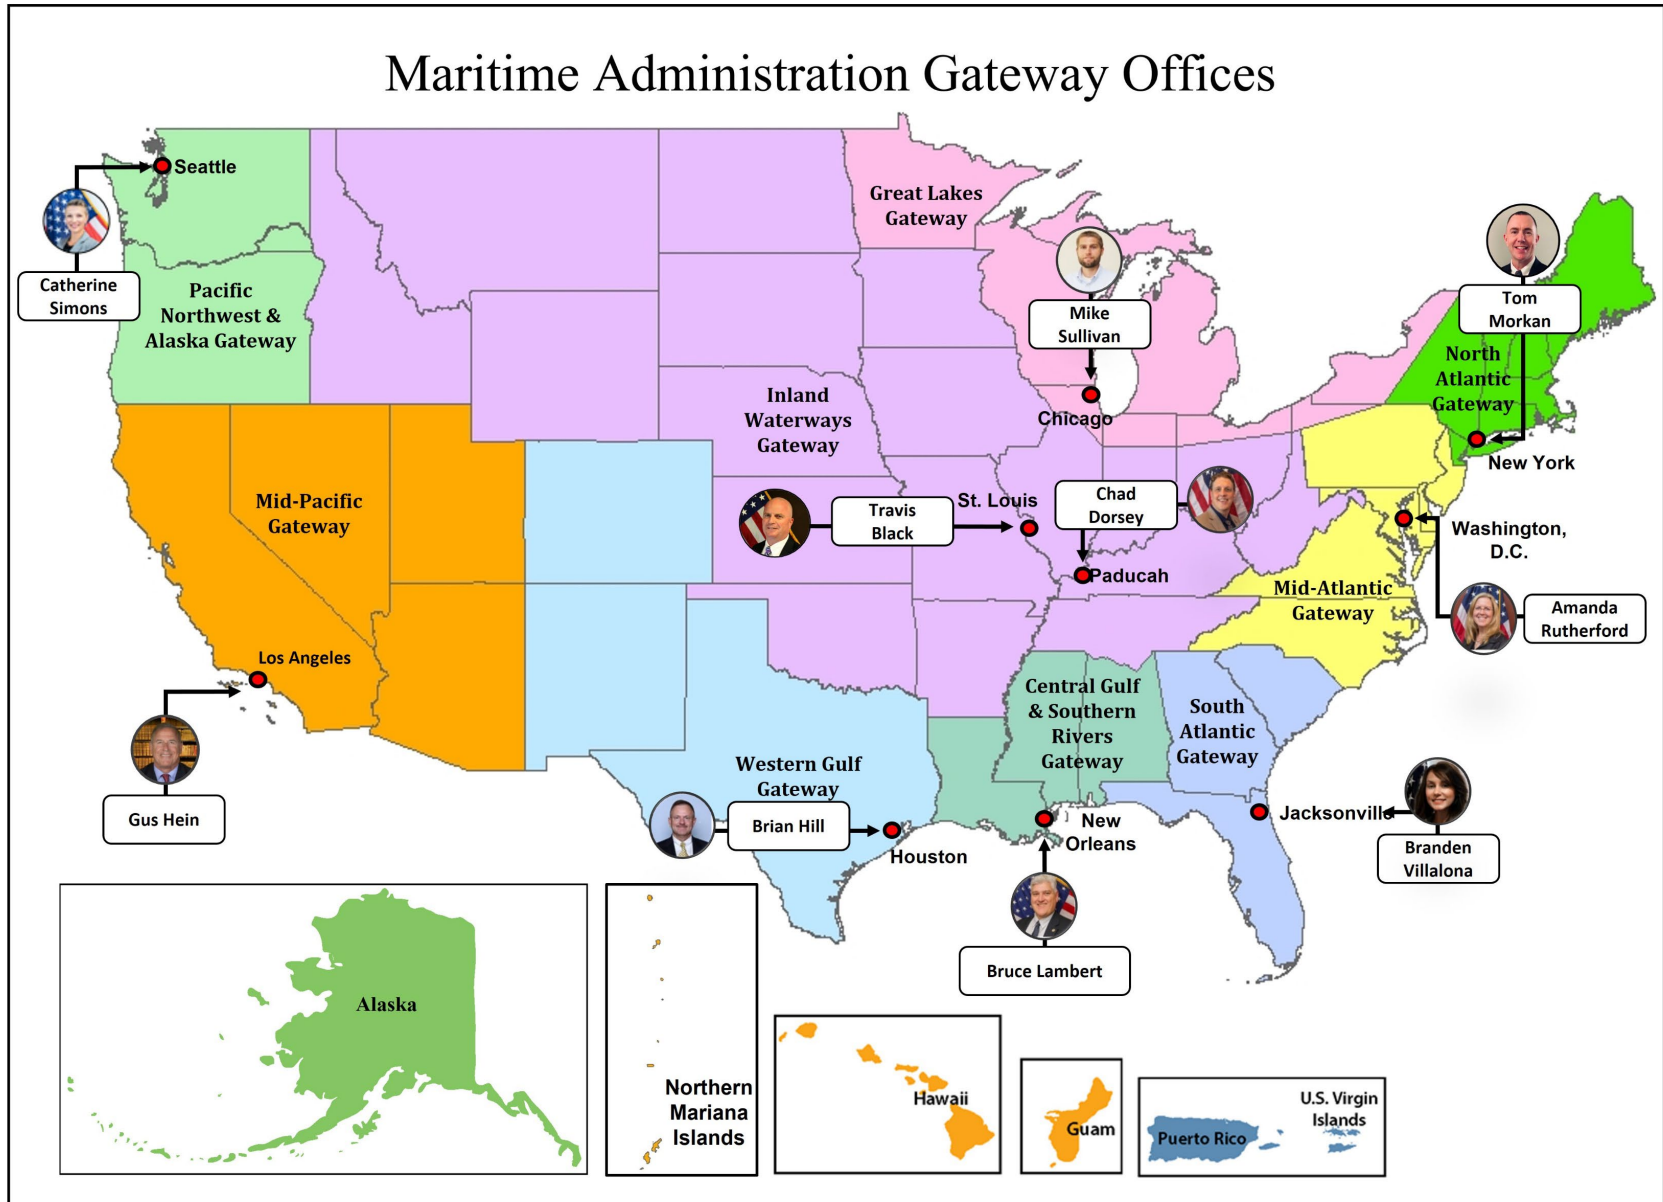 Maritime Administration Gateway Offices
Seattle
Catherine
Simons
Pacific
Northwest &
Alaska Gateway
Great Lakes
Gateway
Mike
Sullivan
Chicago
Tom
Morkan
North
Atlantic
Gateway
New York
Inland
Waterways
Gateway
Mid-Pacific
Gateway
Travis
Black
St. Louis
Chad
Dorsey
Paducah
Washington,
D.C.
Mid-Atlantic
Gateway
Amanda
Rutherford
Los Angeles
Gus Hein
Central Gulf
& Southern
Rivers
Gateway
South
Atlantic
Gateway
Western Gulf
Gateway
Brian Hill
Houston
New
Orleans
Jacksonville
Branden
Villalona
Bruce Lambert
Alaska
Northern
Mariana
Islands
Hawaii
Guam
Puerto Rico
U.S. Virgin
Islands